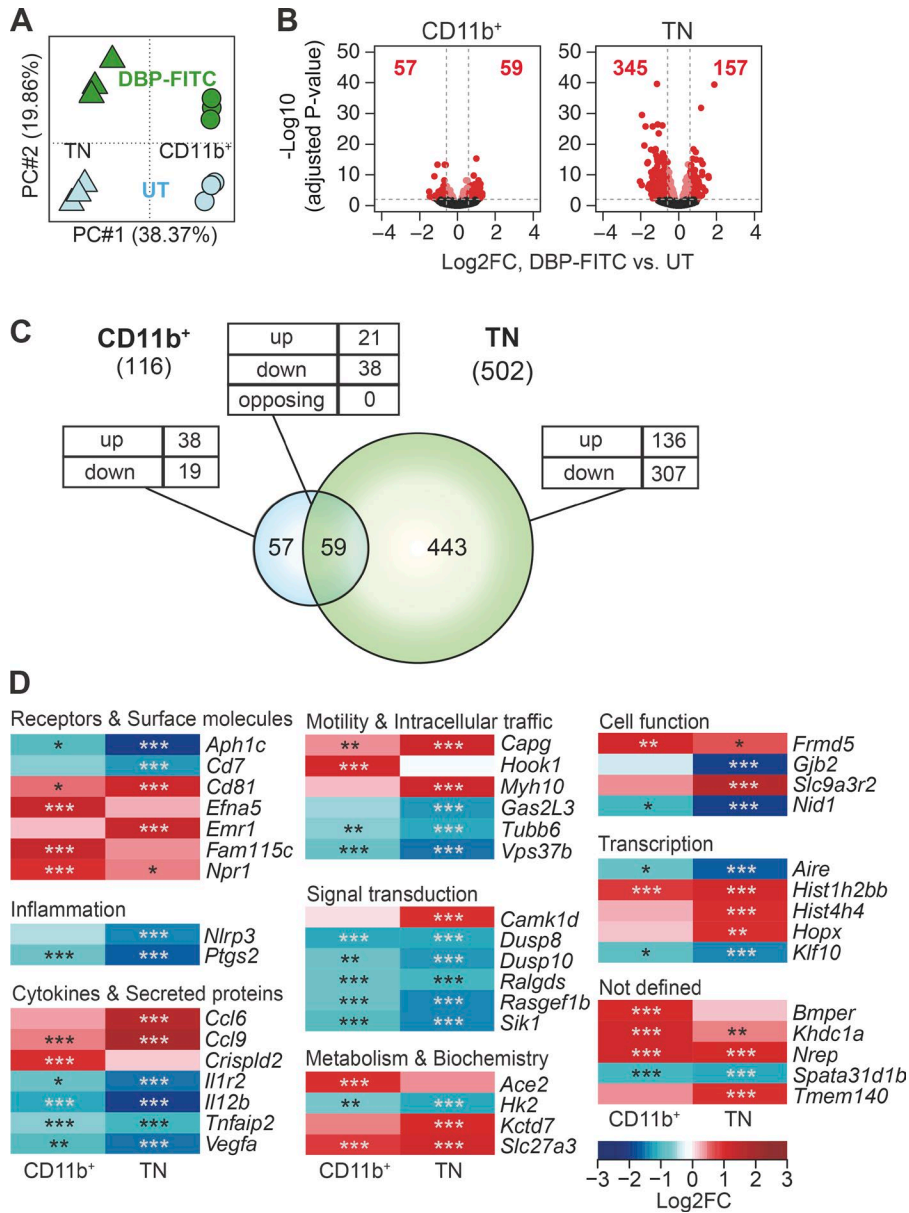 A
DBP-FITC
TN
CD11b⁺
UT
PC#2 (19.86%)
PC#1 (38.37%)
B
CD11b⁺
TN
57
59
345
157
50
40
30
20
10
0
50
40
30
20
10
0
-Log10
(adjusted P-value)
−4 −2 0 2 4
−4 −2 0 2 4
Log2FC, DBP-FITC vs. UT
C
CD11b⁺
(116)
up 21
down 38
opposing 0
TN
(502)
up 38
down 19
up 136
down 307
57
59
443
D
Receptors & Surface molecules
* *** Aph1c
*** Cd7
* *** Cd81
*** Efna5
*** Emr1
*** Fam115c
*** * Npr1
Inflammation
*** Nlrp3
*** *** Ptgs2
Cytokines & Secreted proteins
*** Ccl6
*** *** Ccl9
*** Crispld2
* *** Il1r2
*** *** Il12b
*** *** Tnfaip2
** *** Vegfa
CD11b⁺ TN
Motility & Intracellular traffic
** *** Capg
*** Hook1
*** Myh10
*** Gas2L3
** *** Tubb6
*** *** Vps37b
Signal transduction
*** Camk1d
*** *** Dusp8
** *** Dusp10
*** *** Ralgds
*** *** Rasgef1b
*** *** Sik1
Metabolism & Biochemistry
*** Ace2
** *** Hk2
*** Kctd7
*** *** Slc27a3
CD11b⁺ TN
Cell function
** * Frmd5
*** Gjb2
*** Slc9a3r2
* *** Nid1
Transcription
* *** Aire
*** *** Hist1h2bb
*** Hist4h4
** Hopx
* *** Klf10
Not defined
*** Bmper
*** ** Khdc1a
*** *** Nrep
*** *** Spata31d1b
*** Tmem140
CD11b⁺ TN
−3 −2 −1 0 1 2 3
Log2FC